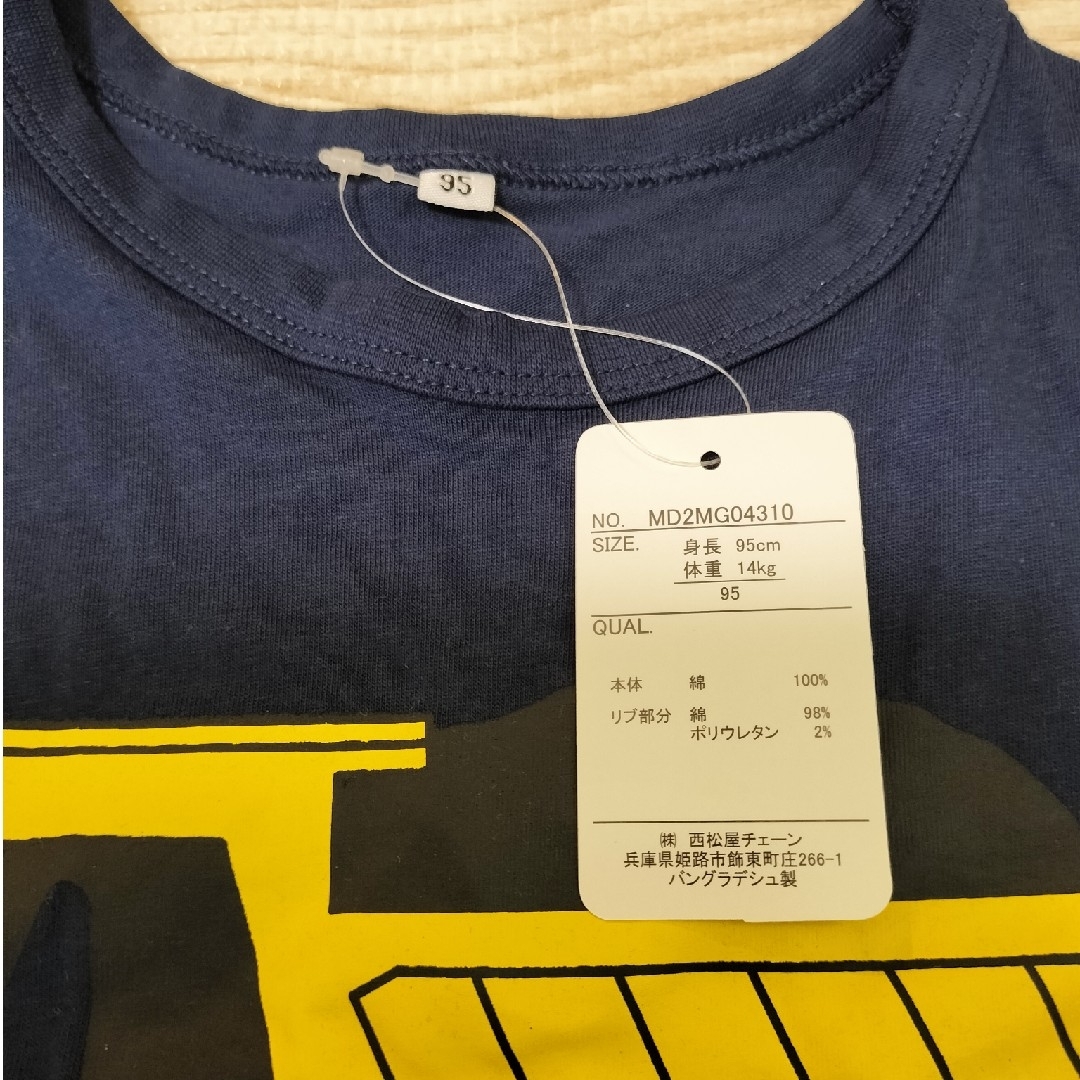 95
NO. MD2MG04310
SIZE. 身長 95cm
体重 14kg
95
QUAL.
本体 綿 100%
リブ部分 綿 98%
ポリウレタン 2%
㈱ 西松屋チェーン
兵庫県姫路市飾東町庄266-1
バングラデシュ製